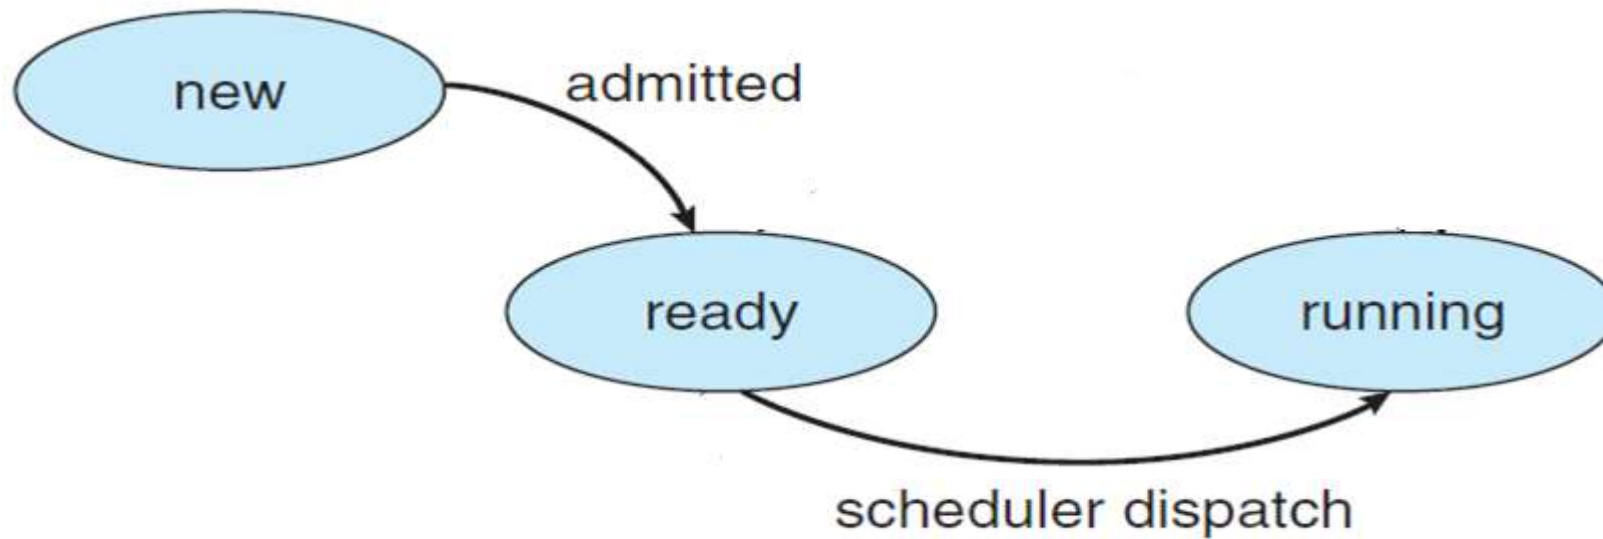 new
admitted
ready
running
scheduler dispatch